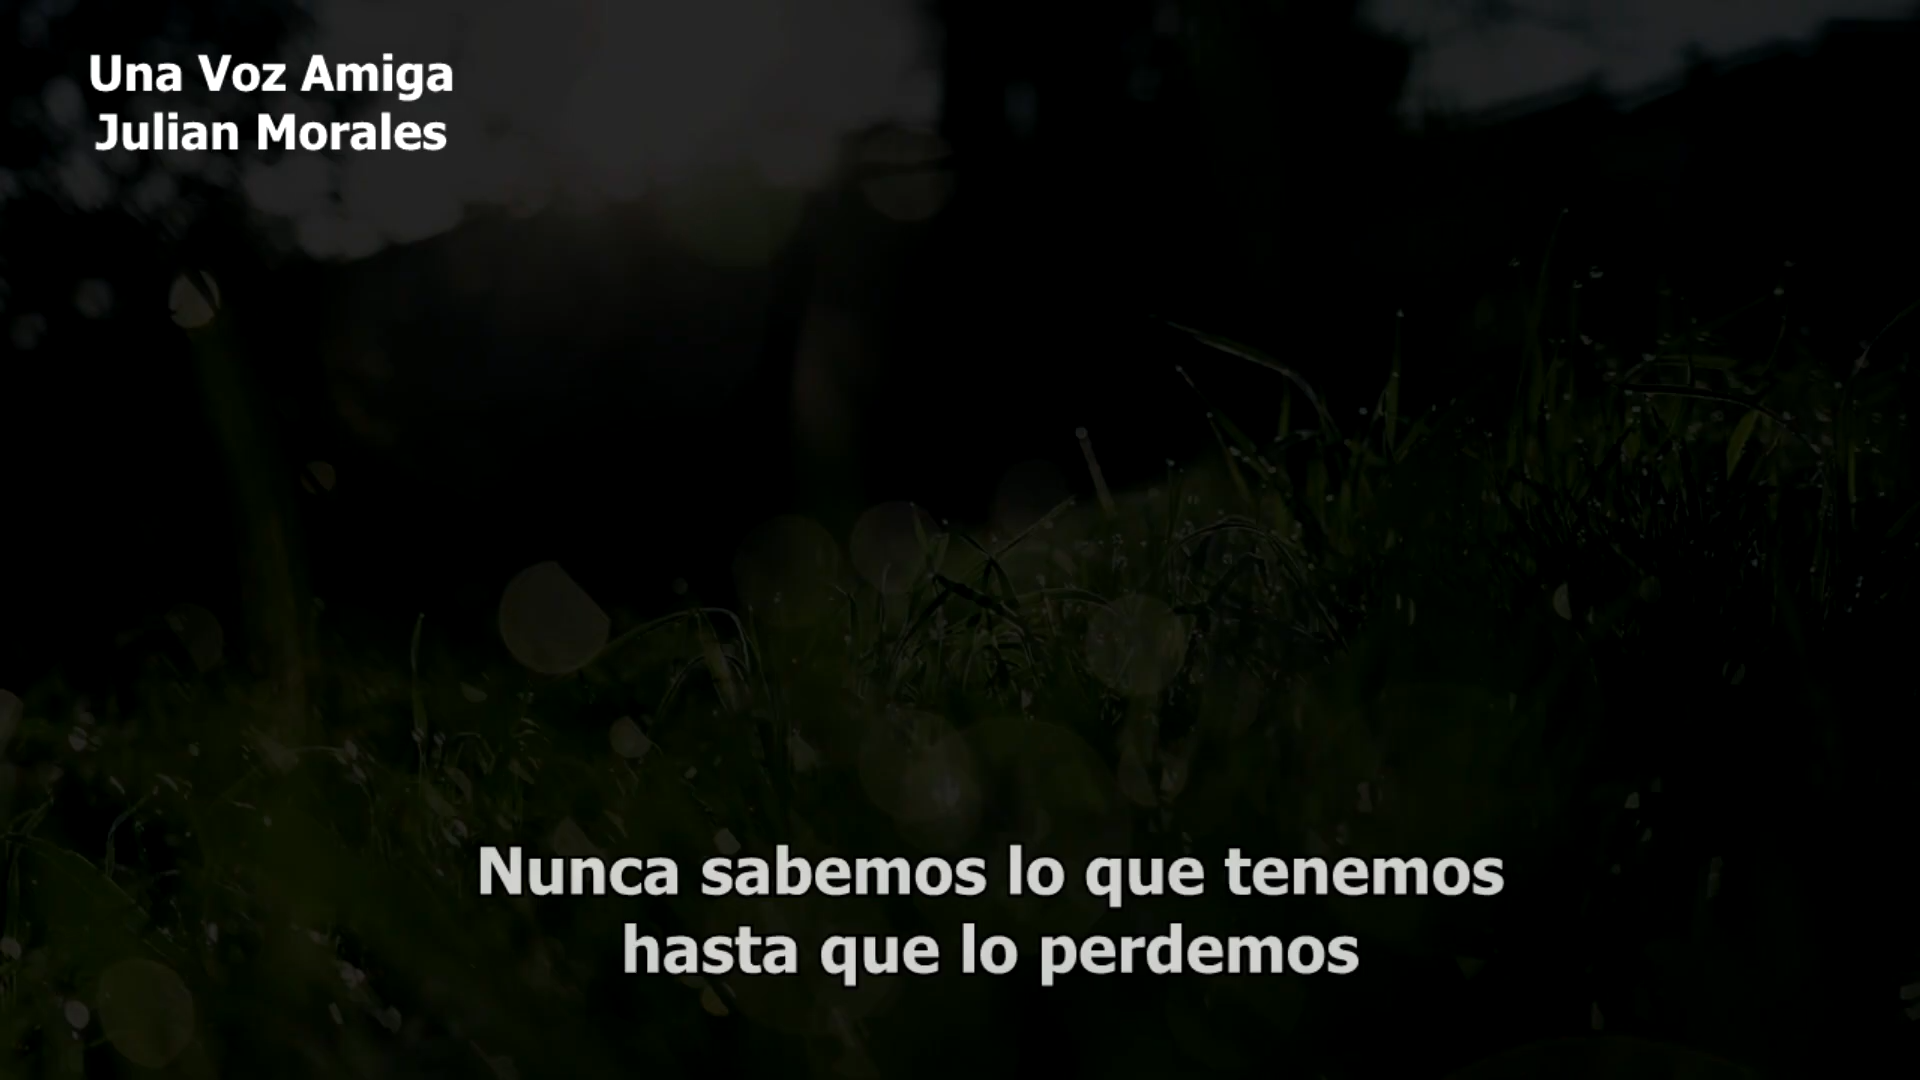 Una Voz Amiga
Julian Morales
Nunca sabemos lo que tenemos
hasta que lo perdemos